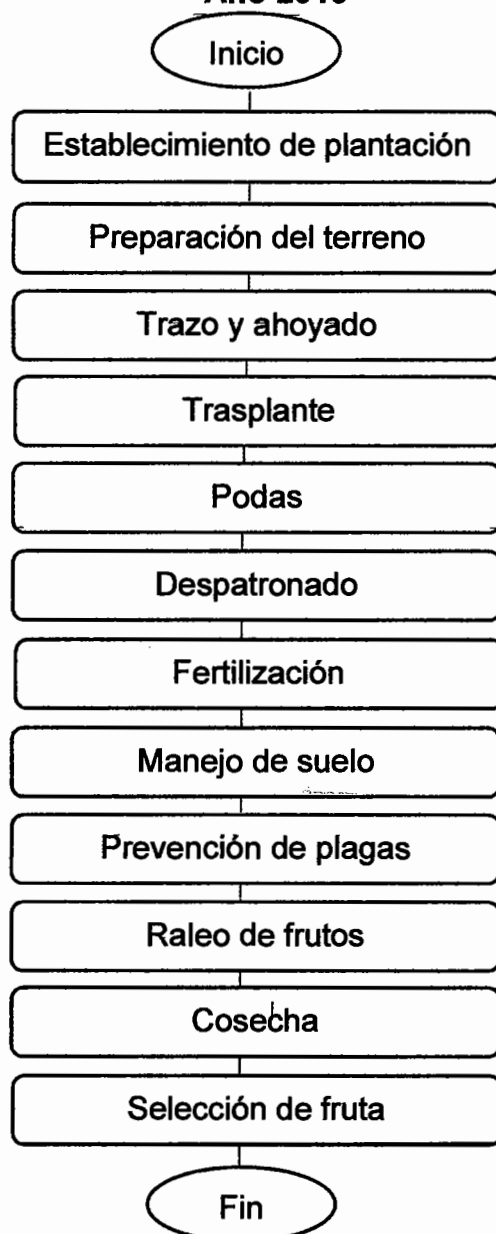 Inicio
Establecimiento de plantación
Preparación del terreno
Trazo y ahoyado
Trasplante
Podas
Despatronado
Fertilización
Manejo de suelo
Prevención de plagas
Raleo de frutos
Cosecha
Selección de fruta
Fin